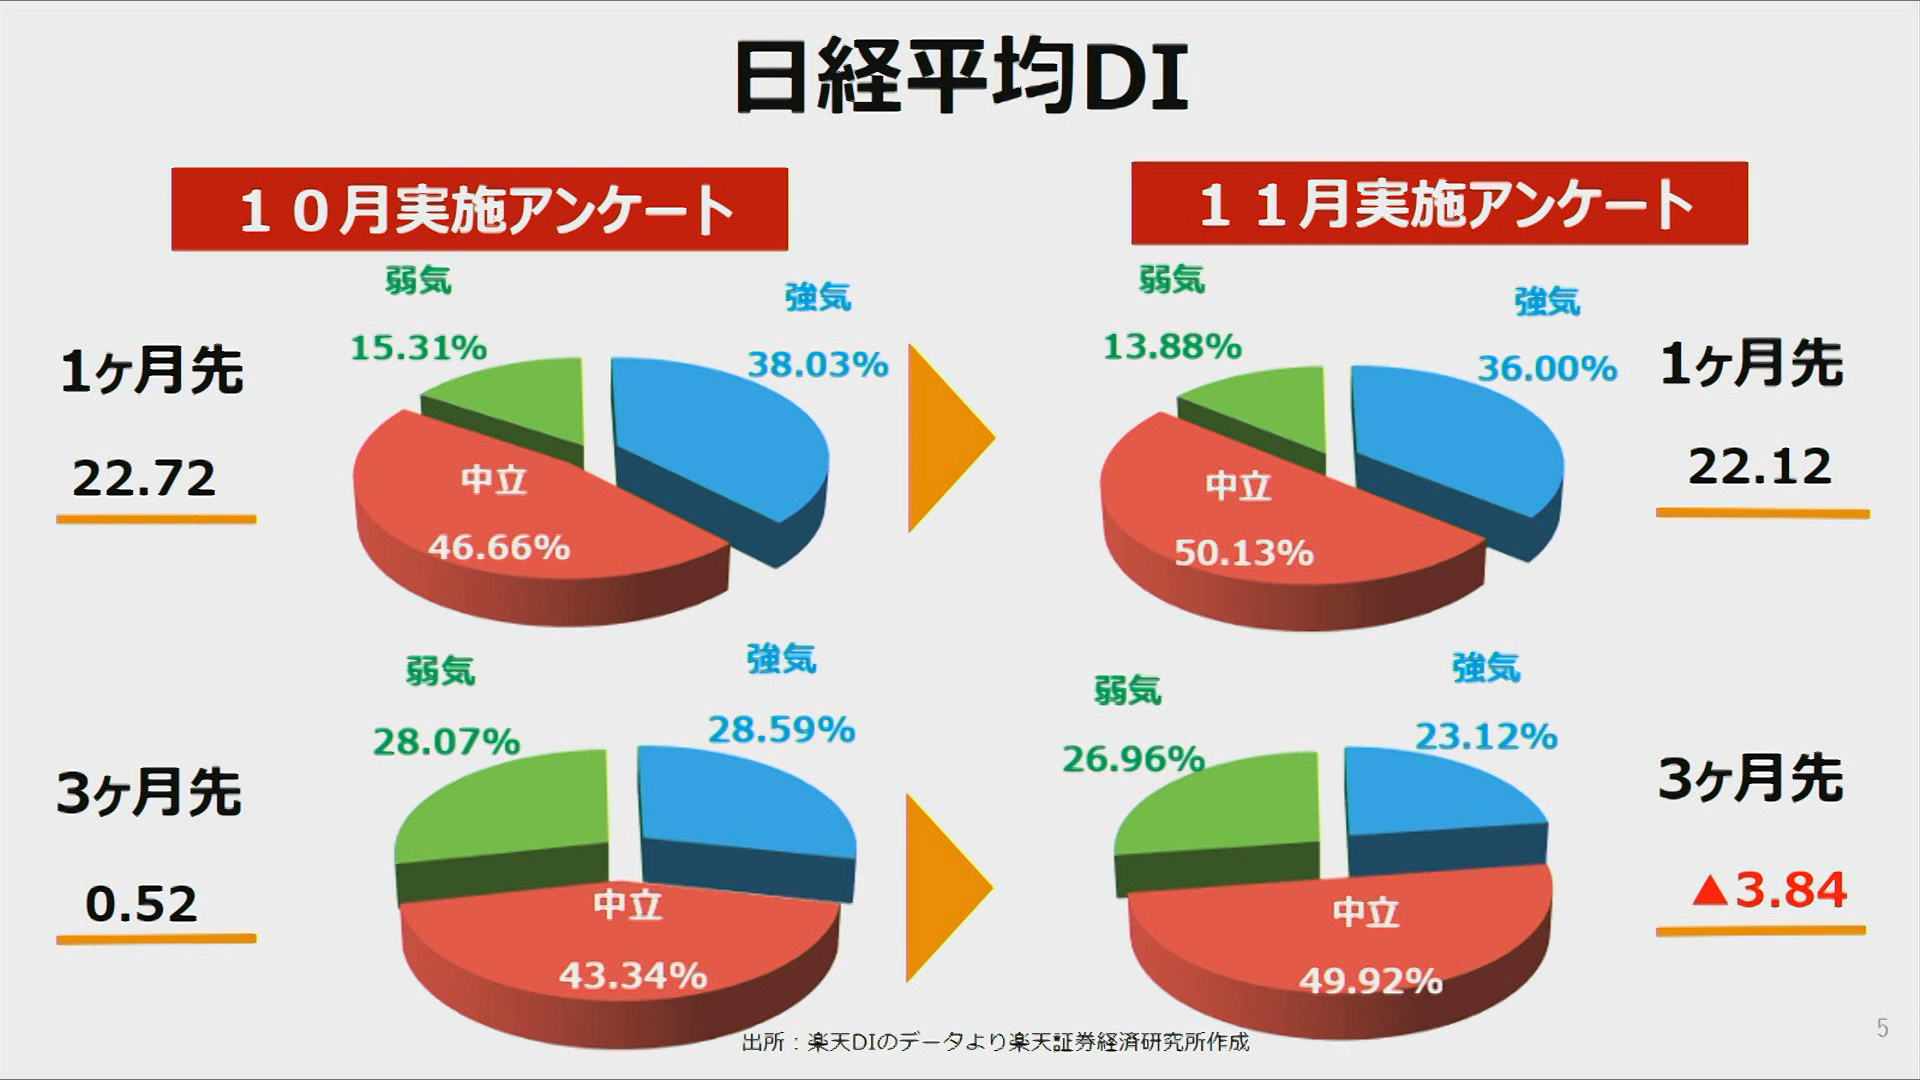 日経平均DI
１０月実施アンケート
１１月実施アンケート
1ヶ月先
22.72
弱気
15.31%
強気
38.03%
中立
46.66%
弱気
13.88%
強気
36.00%
中立
50.13%
1ヶ月先
22.12
3ヶ月先
0.52
弱気
28.07%
強気
28.59%
中立
43.34%
弱気
26.96%
強気
23.12%
中立
49.92%
3ヶ月先
▲3.84
出所：楽天DIのデータより楽天証券経済研究所作成
5